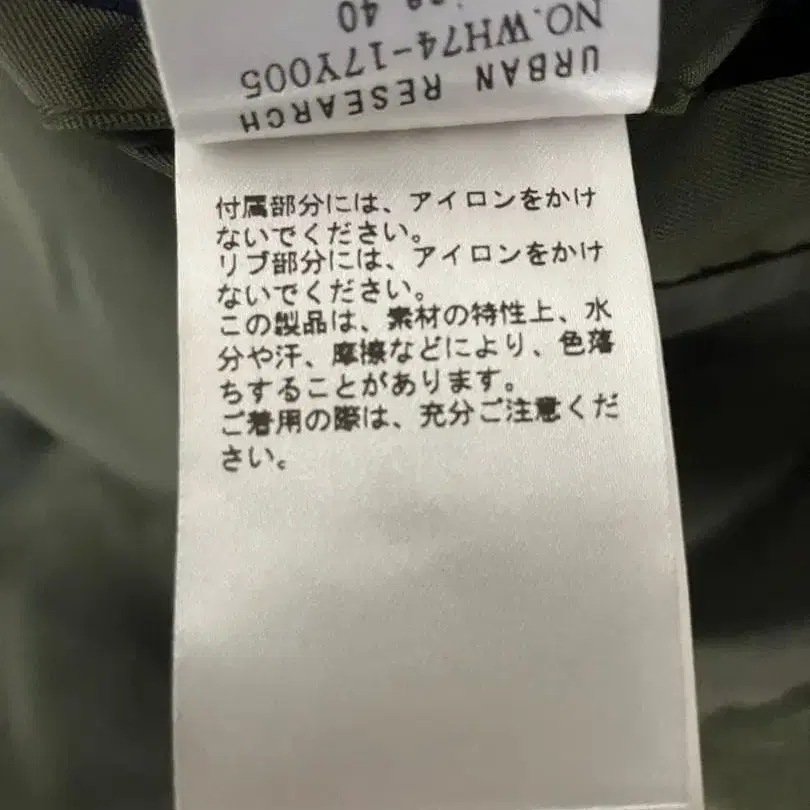 40
NO.WH74-17Y005
URBAN RESEARCH
付属部分には、アイロンをかけ
ないでください。
リブ部分には、アイロンをかけ
ないでください。
この製品は、素材の特性上、水
分や汗、摩擦などにより、色落
ちすることがあります。
ご着用の際は、充分ご注意くだ
さい。